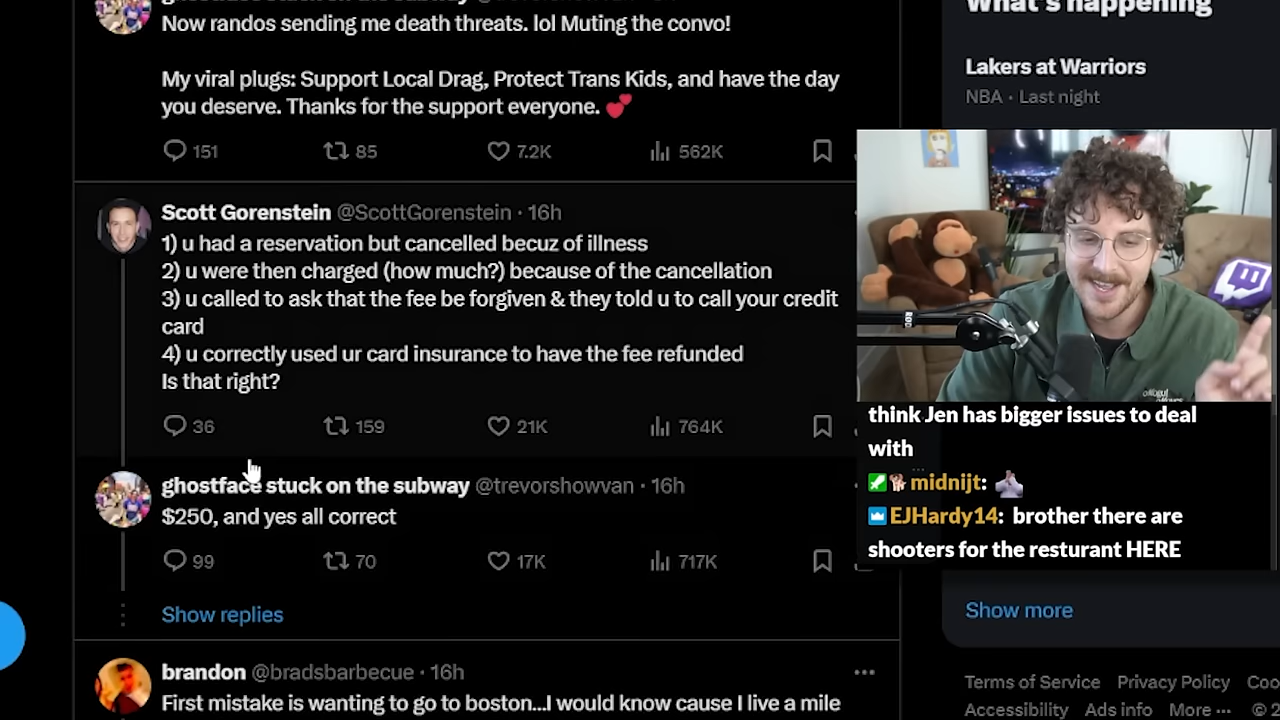 Now randos sending me death threats. lol Muting the convo!
My viral plugs: Support Local Drag, Protect Trans Kids, and have the day
you deserve. Thanks for the support everyone. 💕
151 85 7.2K 562K
Scott Gorenstein @ScottGorenstein · 16h
1) u had a reservation but cancelled becuz of illness
2) u were then charged (how much?) because of the cancellation
3) u called to ask that the fee be forgiven & they told u to call your credit
card
4) u correctly used ur card insurance to have the fee refunded
Is that right?
36 159 21K 764K
ghostface stuck on the subway @trevorshowvan · 16h
$250, and yes all correct
99 70 17K 717K
Show replies
brandon @bradsbarbecue · 16h
First mistake is wanting to go to boston...I would know cause I live a mile
What's happening
Lakers at Warriors
NBA · Last night
think Jen has bigger issues to deal
with
midnijt:
EJHardy14: brother there are
shooters for the resturant HERE
Show more
Terms of Service Privacy Policy
Accessibility Ads info More ···